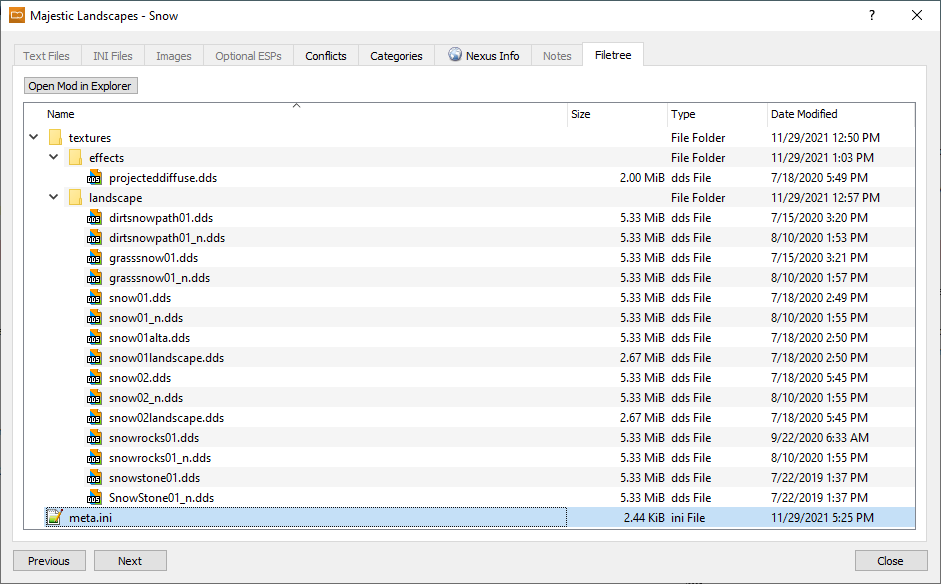 Majestic Landscapes - Snow
Text Files INI Files Images Optional ESPs Conflicts Categories Nexus Info Notes Filetree
Open Mod in Explorer
Name Size Type Date Modified
textures File Folder 11/29/2021 12:50 PM
effects File Folder 11/29/2021 1:03 PM
projecteddiffuse.dds 2.00 MiB dds File 7/18/2020 5:49 PM
landscape File Folder 11/29/2021 12:57 PM
dirtsnowpath01.dds 5.33 MiB dds File 7/15/2020 3:20 PM
dirtsnowpath01_n.dds 5.33 MiB dds File 8/10/2020 1:53 PM
grasssnow01.dds 5.33 MiB dds File 7/15/2020 3:21 PM
grasssnow01_n.dds 5.33 MiB dds File 8/10/2020 1:57 PM
snow01.dds 5.33 MiB dds File 7/18/2020 2:49 PM
snow01_n.dds 5.33 MiB dds File 8/10/2020 1:55 PM
snow01alta.dds 5.33 MiB dds File 7/18/2020 2:50 PM
snow01landscape.dds 2.67 MiB dds File 7/18/2020 2:50 PM
snow02.dds 5.33 MiB dds File 7/18/2020 5:45 PM
snow02_n.dds 5.33 MiB dds File 8/10/2020 1:55 PM
snow02landscape.dds 2.67 MiB dds File 7/18/2020 5:45 PM
snowrocks01.dds 5.33 MiB dds File 9/22/2020 6:33 AM
snowrocks01_n.dds 5.33 MiB dds File 8/10/2020 1:55 PM
snowstone01.dds 5.33 MiB dds File 7/22/2019 1:37 PM
SnowStone01_n.dds 5.33 MiB dds File 7/22/2019 1:37 PM
meta.ini 2.44 KiB ini File 11/29/2021 5:25 PM
Previous Next Close